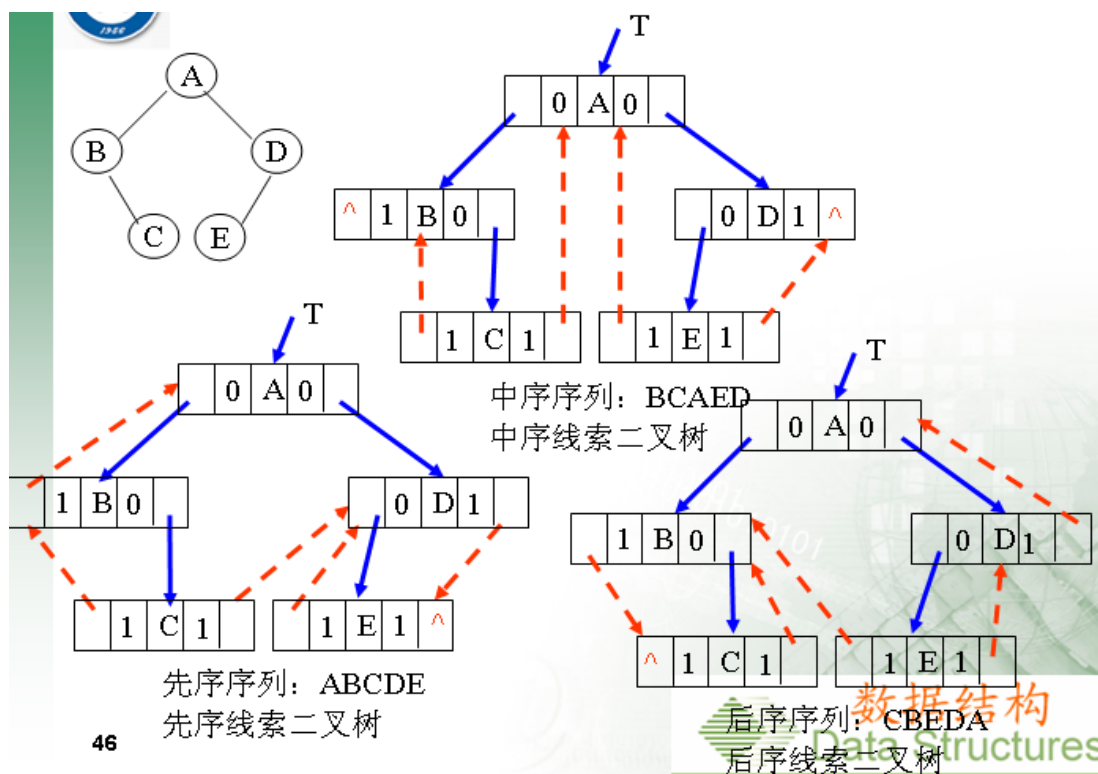 1956
A
B
D
C
E
T
0 A 0
^ 1 B 0
0 D 1 ^
1 C 1
1 E 1
中序序列：BCAED
中序线索二叉树
T
0 A 0
1 B 0
0 D 1
1 C 1
1 E 1 ^
先序序列：ABCDE
先序线索二叉树
T
0 A 0
1 B 0
0 D 1
^ 1 C 1
1 E 1
后序序列：CBEDA
后序线索二叉树
数据结构
Data Structures
46